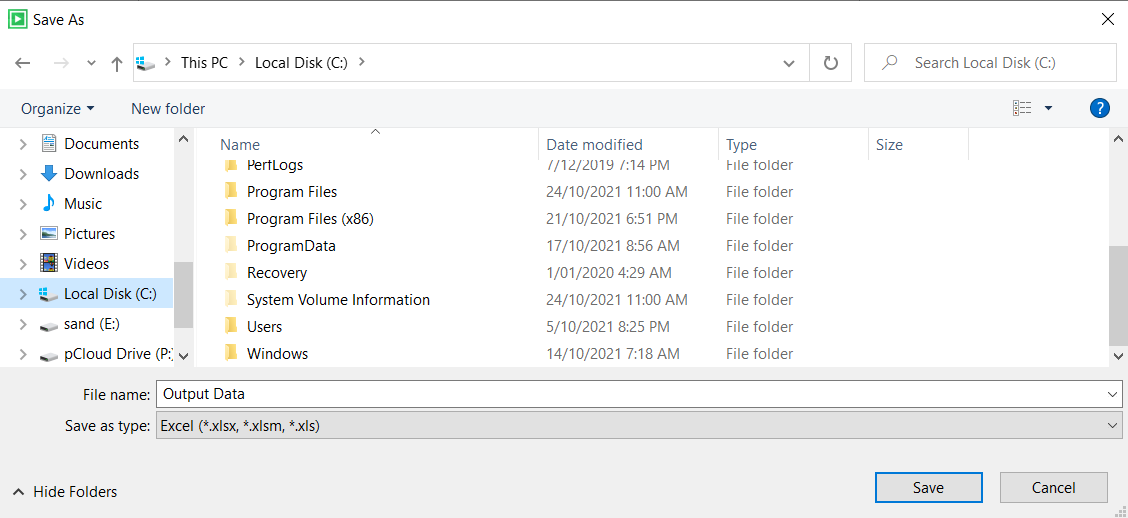 Save As
This PC Local Disk (C:)
Search Local Disk (C:)
Organize New folder ?
Documents
Downloads
Music
Pictures
Videos
Local Disk (C:)
sand (E:)
pCloud Drive (P:
Name Date modified Type Size
PerfLogs 7/12/2019 7:14 PM File folder
Program Files 24/10/2021 11:00 AM File folder
Program Files (x86) 21/10/2021 6:51 PM File folder
ProgramData 17/10/2021 8:56 AM File folder
Recovery 1/01/2020 4:29 AM File folder
System Volume Information 24/10/2021 11:00 AM File folder
Users 5/10/2021 8:25 PM File folder
Windows 14/10/2021 7:18 AM File folder
File name: Output Data
Save as type: Excel (*.xlsx, *.xlsm, *.xls)
Hide Folders Save Cancel